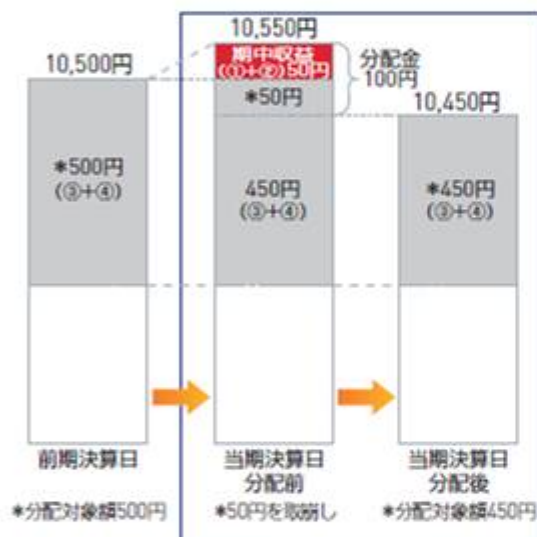 10,500円
*500円
(③+④)
前期決算日
*分配対象額500円
10,550円
期中収益
(①+②)50円
*50円
分配金
100円
450円
(③+④)
当期決算日
分配前
*50円を取崩し
10,450円
*450円
(③+④)
当期決算日
分配後
*分配対象額450円